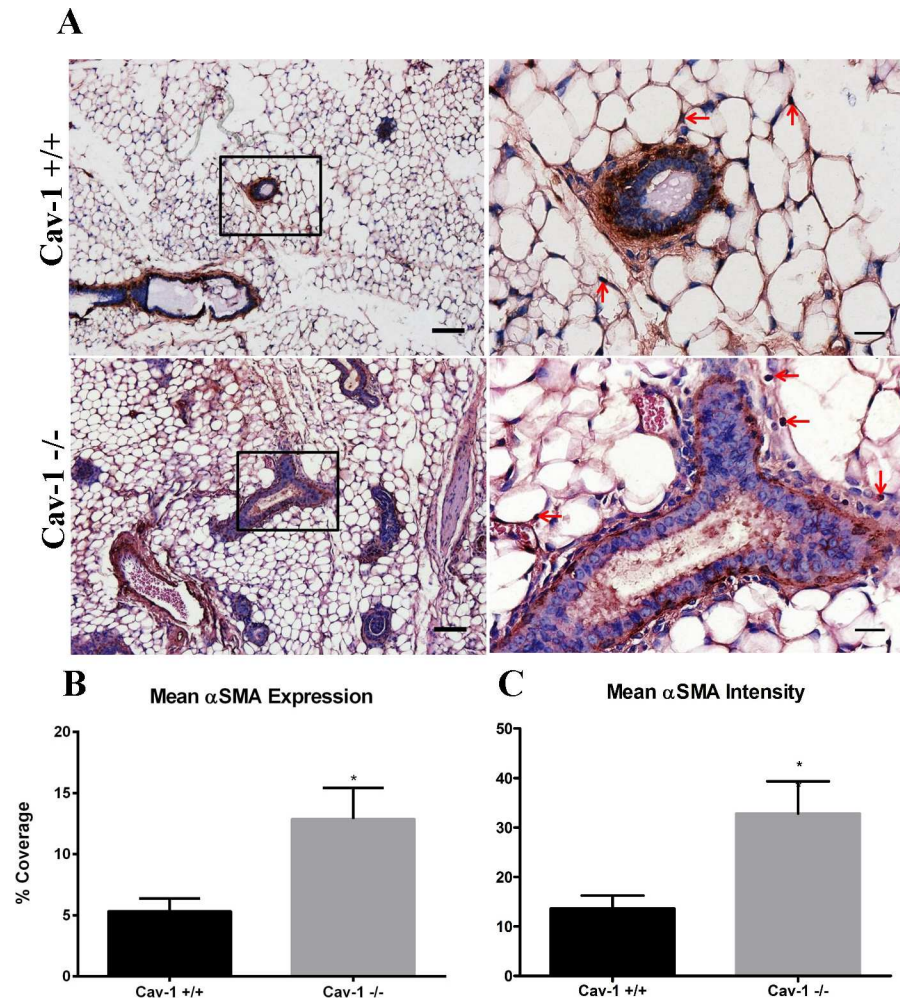 A
Cav-1 +/+
Cav-1 -/-
B
Mean αSMA Expression
20
15
10
5
0
% Coverage
*
Cav-1 +/+
Cav-1 -/-
C
Mean αSMA Intensity
50
40
30
20
10
0
*
Cav-1 +/+
Cav-1 -/-